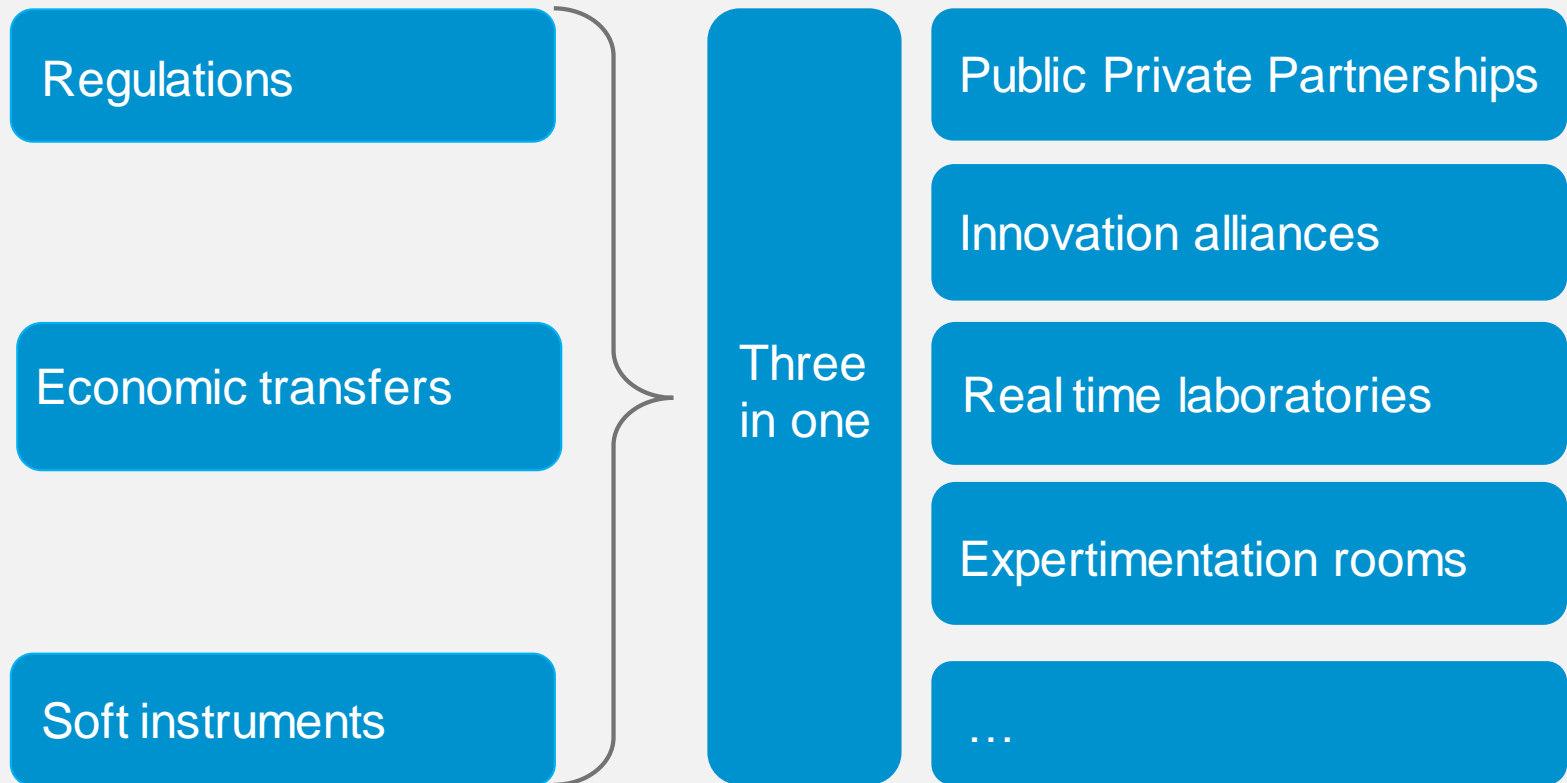 Regulations
Economic transfers
Soft instruments
Three
in one
Public Private Partnerships
Innovation alliances
Real time laboratories
Expertimentation rooms
…